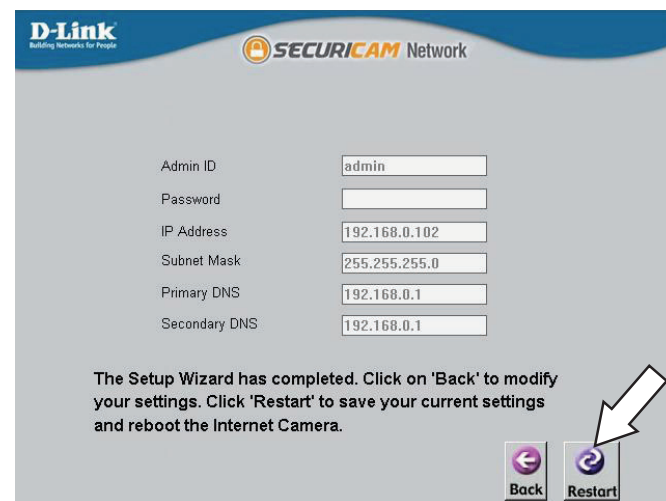 D-Link
Building Networks for People
SECURICAM Network
Admin ID admin
Password
IP Address 192.168.0.102
Subnet Mask 255.255.255.0
Primary DNS 192.168.0.1
Secondary DNS 192.168.0.1
The Setup Wizard has completed. Click on 'Back' to modify
your settings. Click 'Restart' to save your current settings
and reboot the Internet Camera.
Back Restart